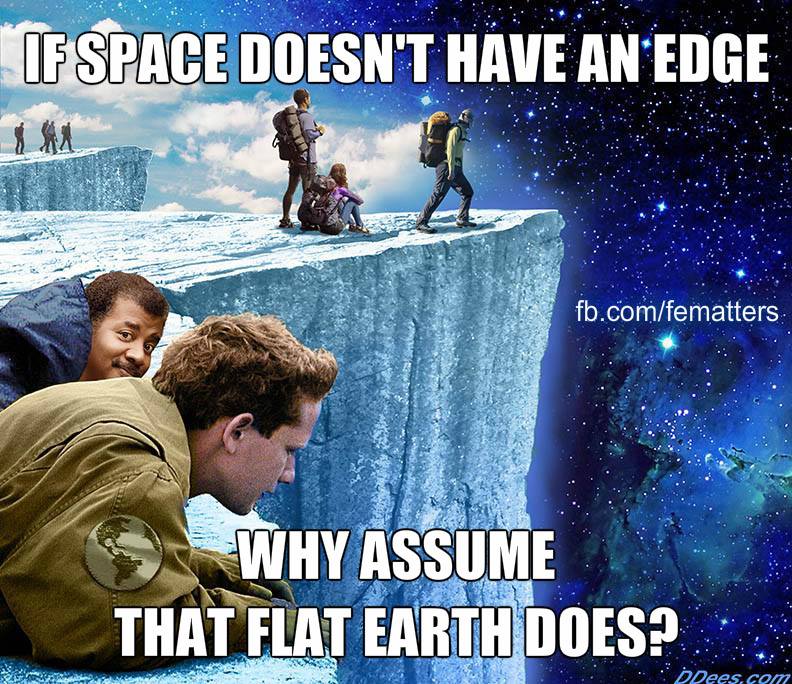 IF SPACE DOESN'T HAVE AN EDGE
fb.com/fematters
WHY ASSUME
THAT FLAT EARTH DOES?
DDees.com